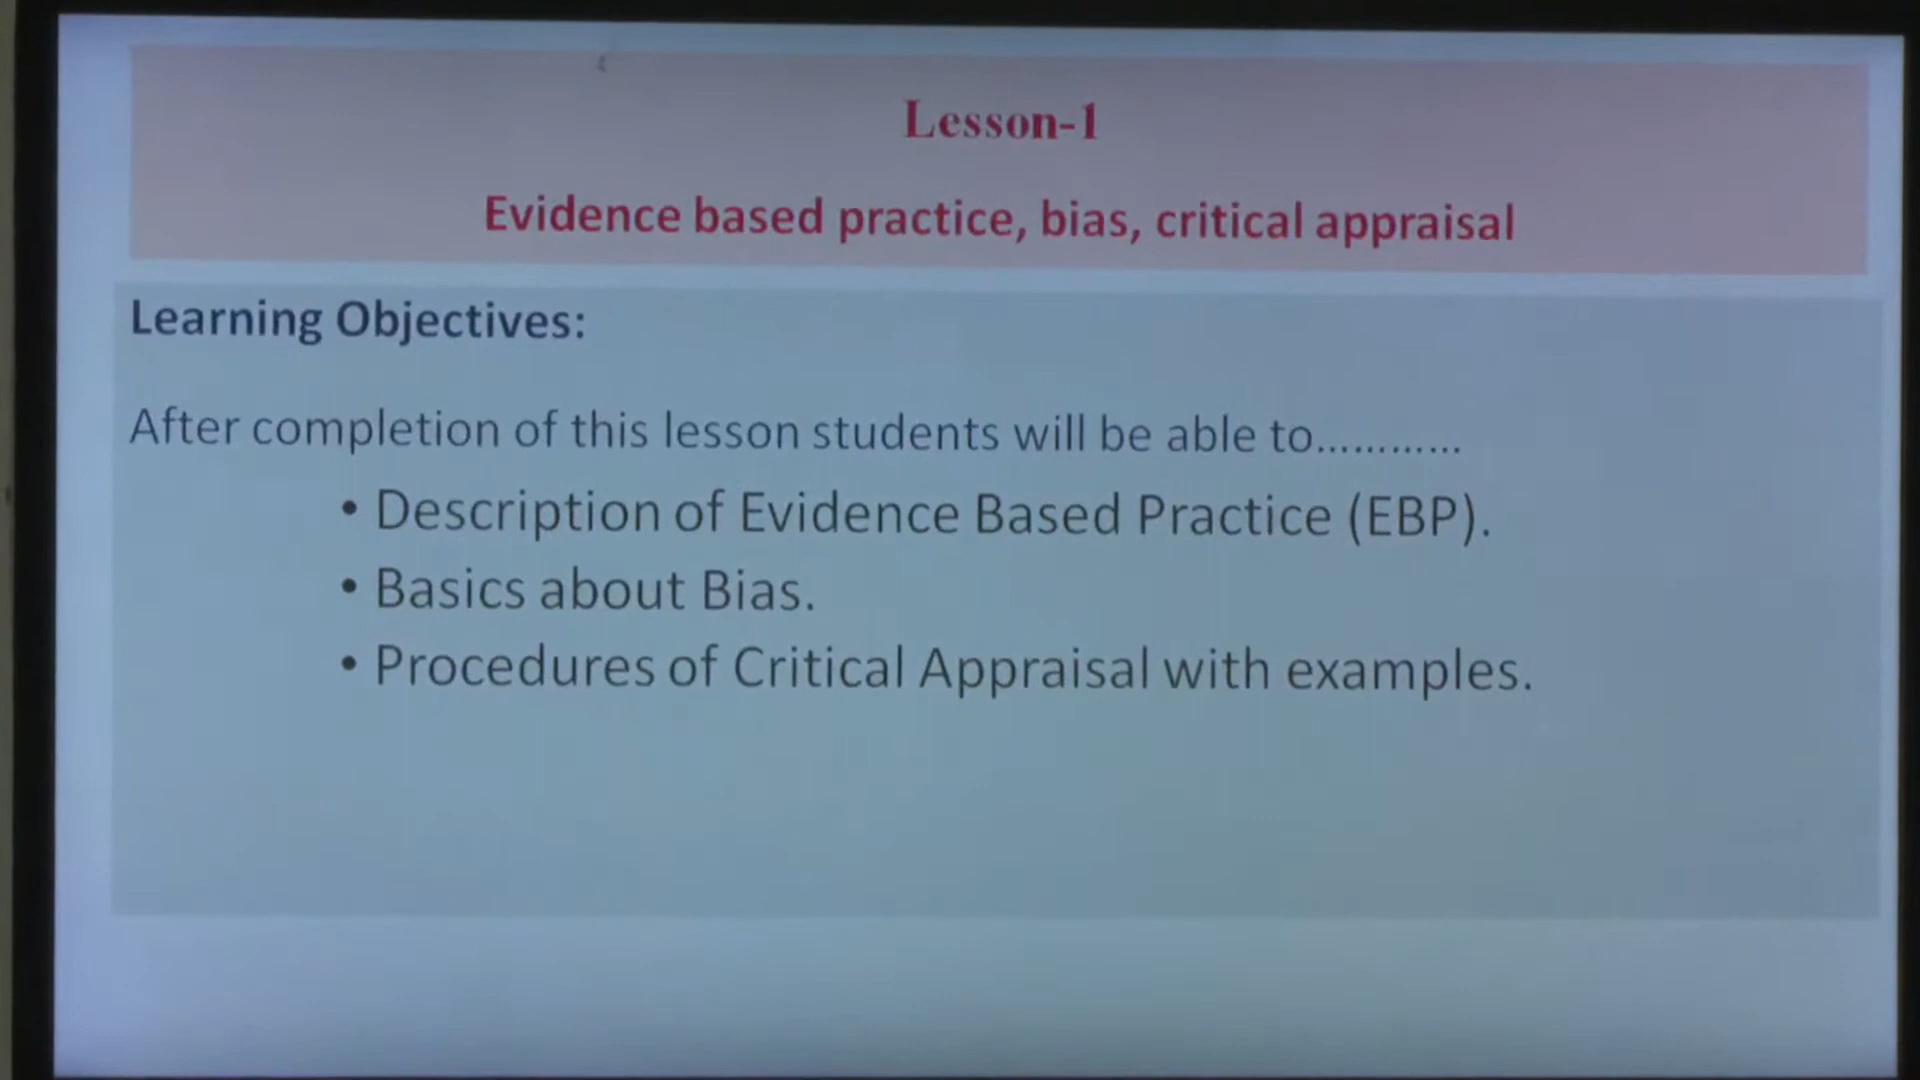 Lesson-1
Evidence based practice, bias, critical appraisal
Learning Objectives:
After completion of this lesson students will be able to............
• Description of Evidence Based Practice (EBP).
• Basics about Bias.
• Procedures of Critical Appraisal with examples.